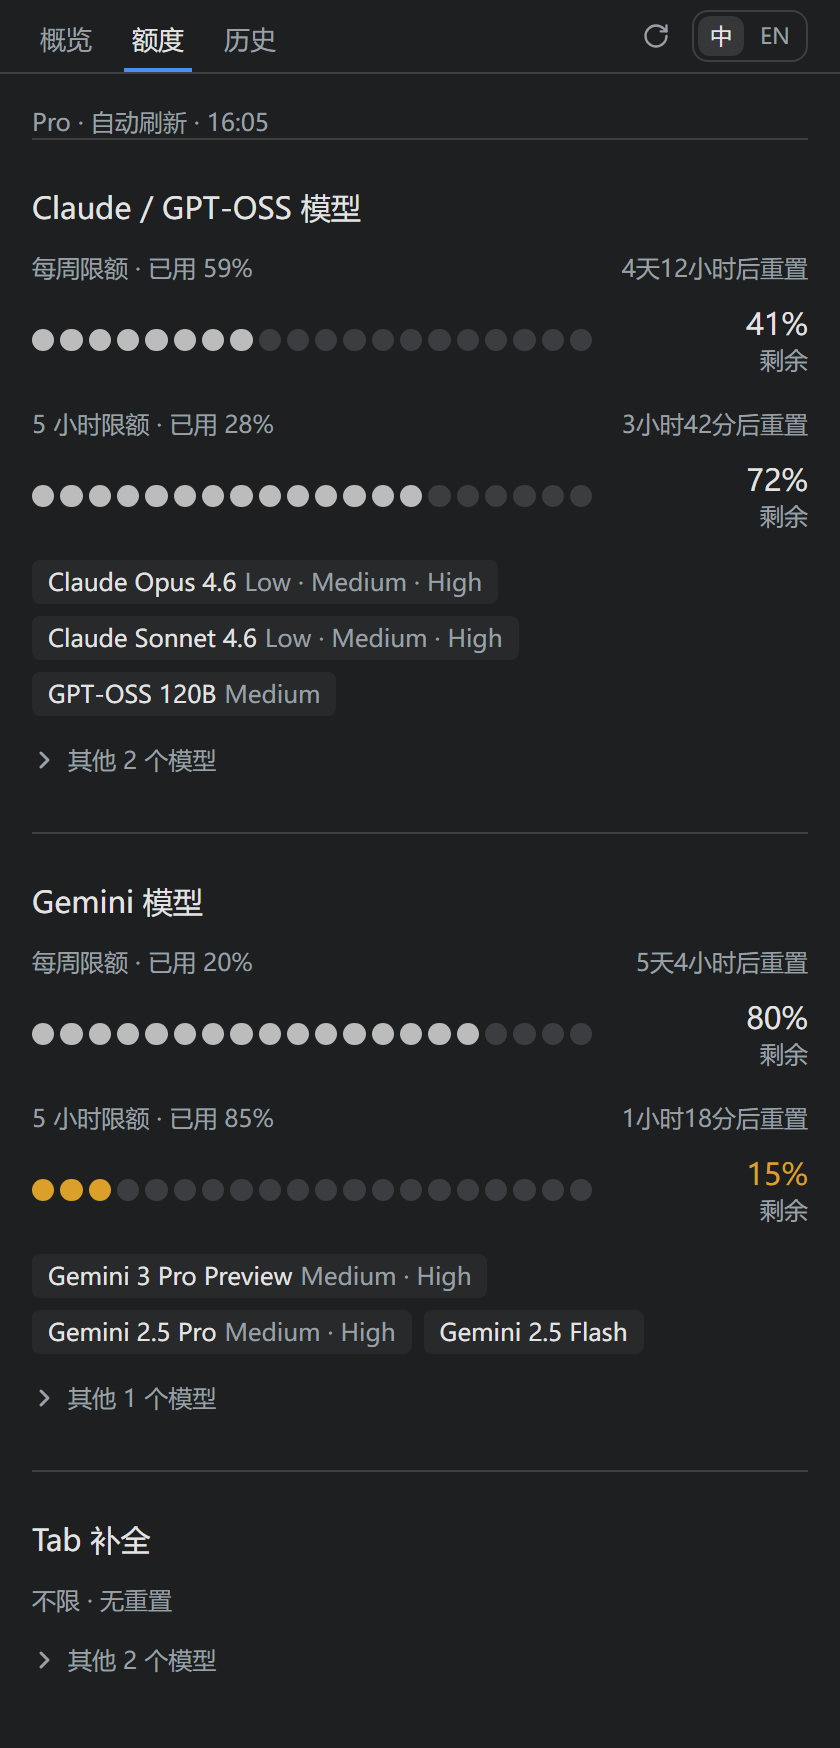 概览 额度 历史 中 EN
Pro · 自动刷新 · 16:05
Claude / GPT-OSS 模型
每周限额 · 已用 59% 4天12小时后重置
41%
剩余
5 小时限额 · 已用 28% 3小时42分后重置
72%
剩余
Claude Opus 4.6 Low · Medium · High
Claude Sonnet 4.6 Low · Medium · High
GPT-OSS 120B Medium
其他 2 个模型
Gemini 模型
每周限额 · 已用 20% 5天4小时后重置
80%
剩余
5 小时限额 · 已用 85% 1小时18分后重置
15%
剩余
Gemini 3 Pro Preview Medium · High
Gemini 2.5 Pro Medium · High Gemini 2.5 Flash
其他 1 个模型
Tab 补全
不限 · 无重置
其他 2 个模型